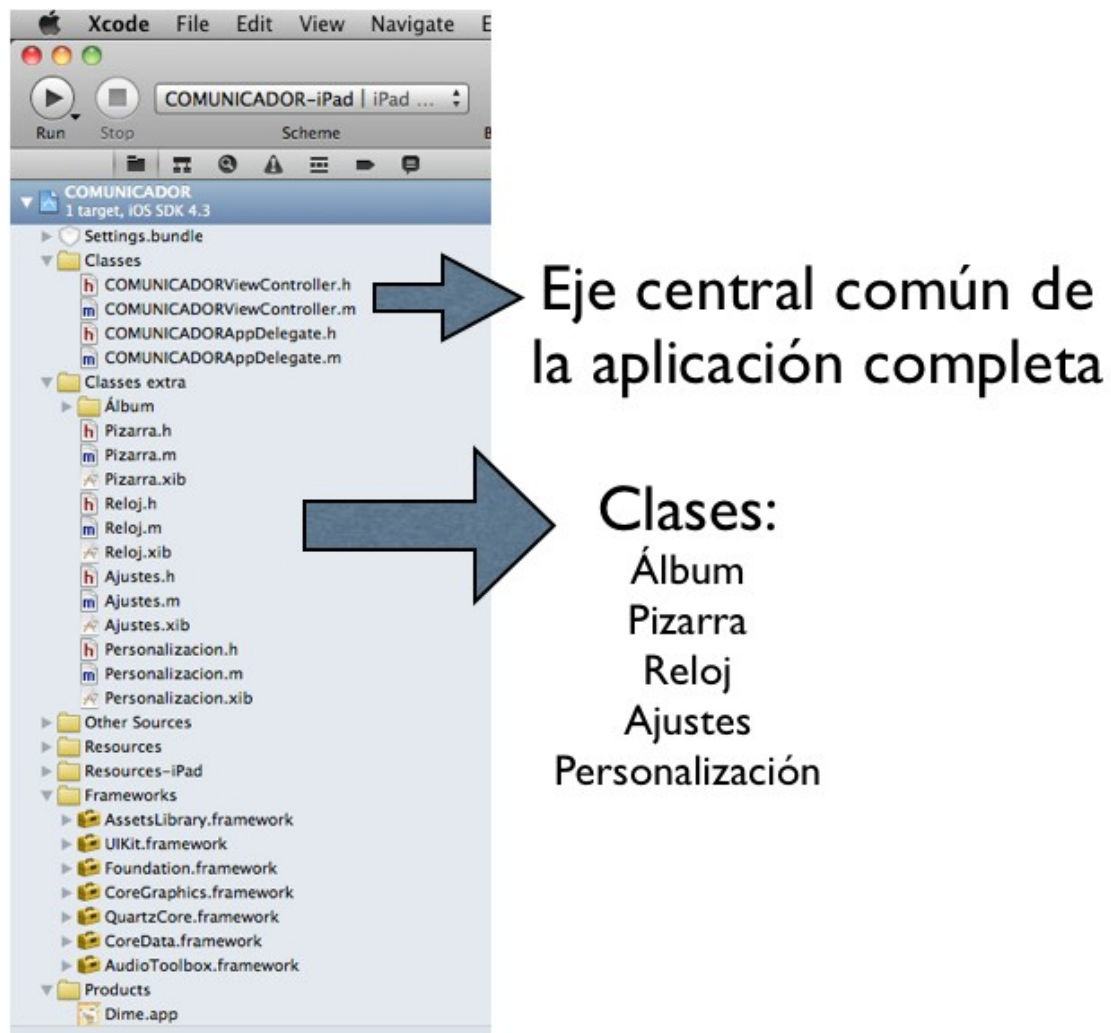 Xcode File Edit View Navigate E
COMUNICADOR-iPad | iPad ...
Run Stop Scheme
COMUNICADOR
1 target, iOS SDK 4.3
Settings.bundle
Classes
h COMUNICADORViewController.h
m COMUNICADORViewController.m
h COMUNICADORAppDelegate.h
m COMUNICADORAppDelegate.m
Classes extra
Álbum
h Pizarra.h
m Pizarra.m
Pizarra.xib
h Reloj.h
m Reloj.m
Reloj.xib
h Ajustes.h
m Ajustes.m
Ajustes.xib
h Personalizacion.h
m Personalizacion.m
Personalizacion.xib
Other Sources
Resources
Resources-iPad
Frameworks
AssetsLibrary.framework
UIKit.framework
Foundation.framework
CoreGraphics.framework
QuartzCore.framework
CoreData.framework
AudioToolbox.framework
Products
Dime.app
Eje central común de
la aplicación completa
Clases:
Álbum
Pizarra
Reloj
Ajustes
Personalización